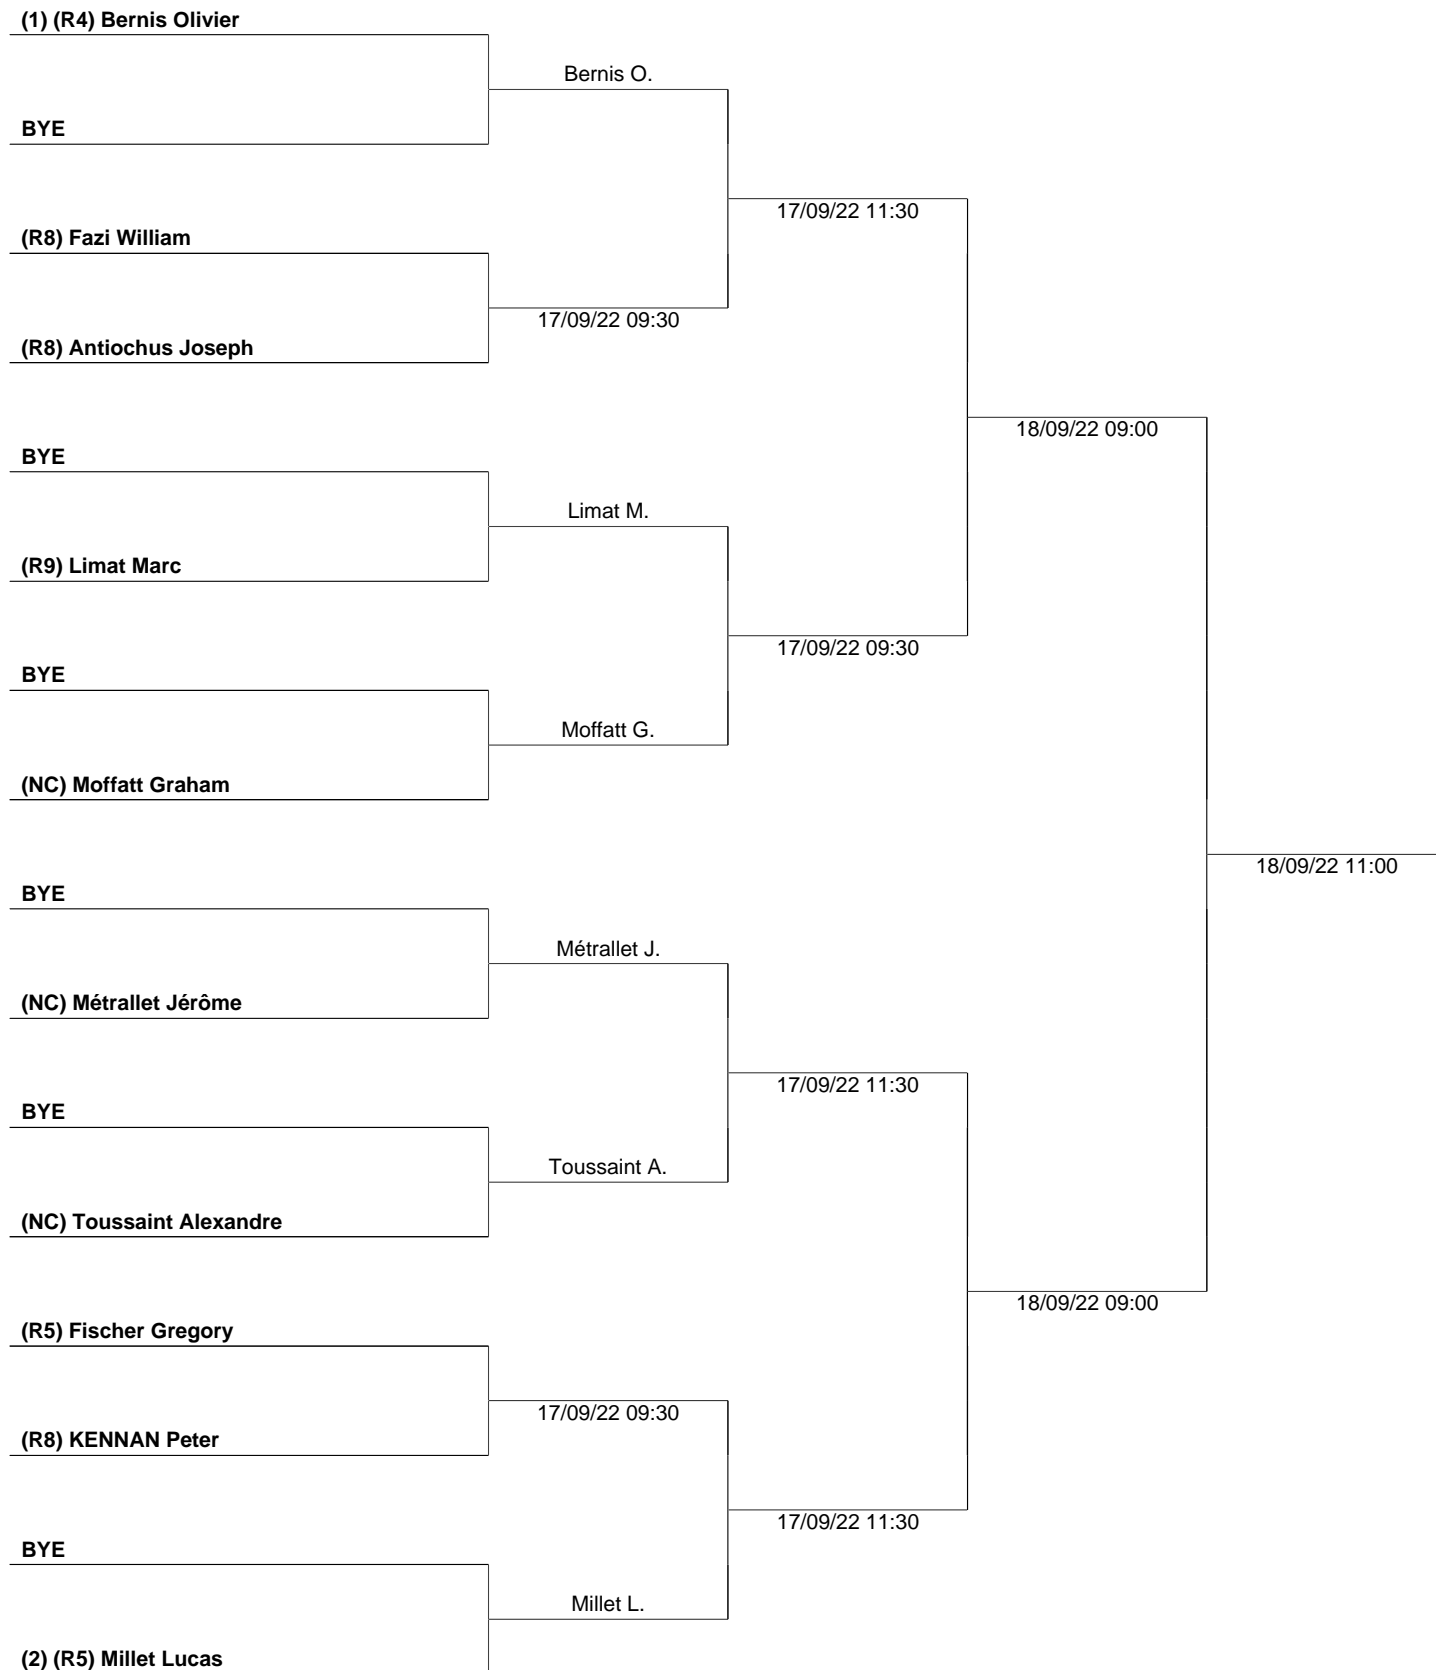 (1) (R4) Bernis Olivier
Bernis O.
BYE
17/09/22 11:30
(R8) Fazi William
17/09/22 09:30
(R8) Antiochus Joseph
18/09/22 09:00
BYE
Limat M.
(R9) Limat Marc
17/09/22 09:30
BYE
Moffatt G.
(NC) Moffatt Graham
18/09/22 11:00
BYE
Métrallet J.
(NC) Métrallet Jérôme
17/09/22 11:30
BYE
Toussaint A.
(NC) Toussaint Alexandre
18/09/22 09:00
(R5) Fischer Gregory
17/09/22 09:30
(R8) KENNAN Peter
17/09/22 11:30
BYE
Millet L.
(2) (R5) Millet Lucas